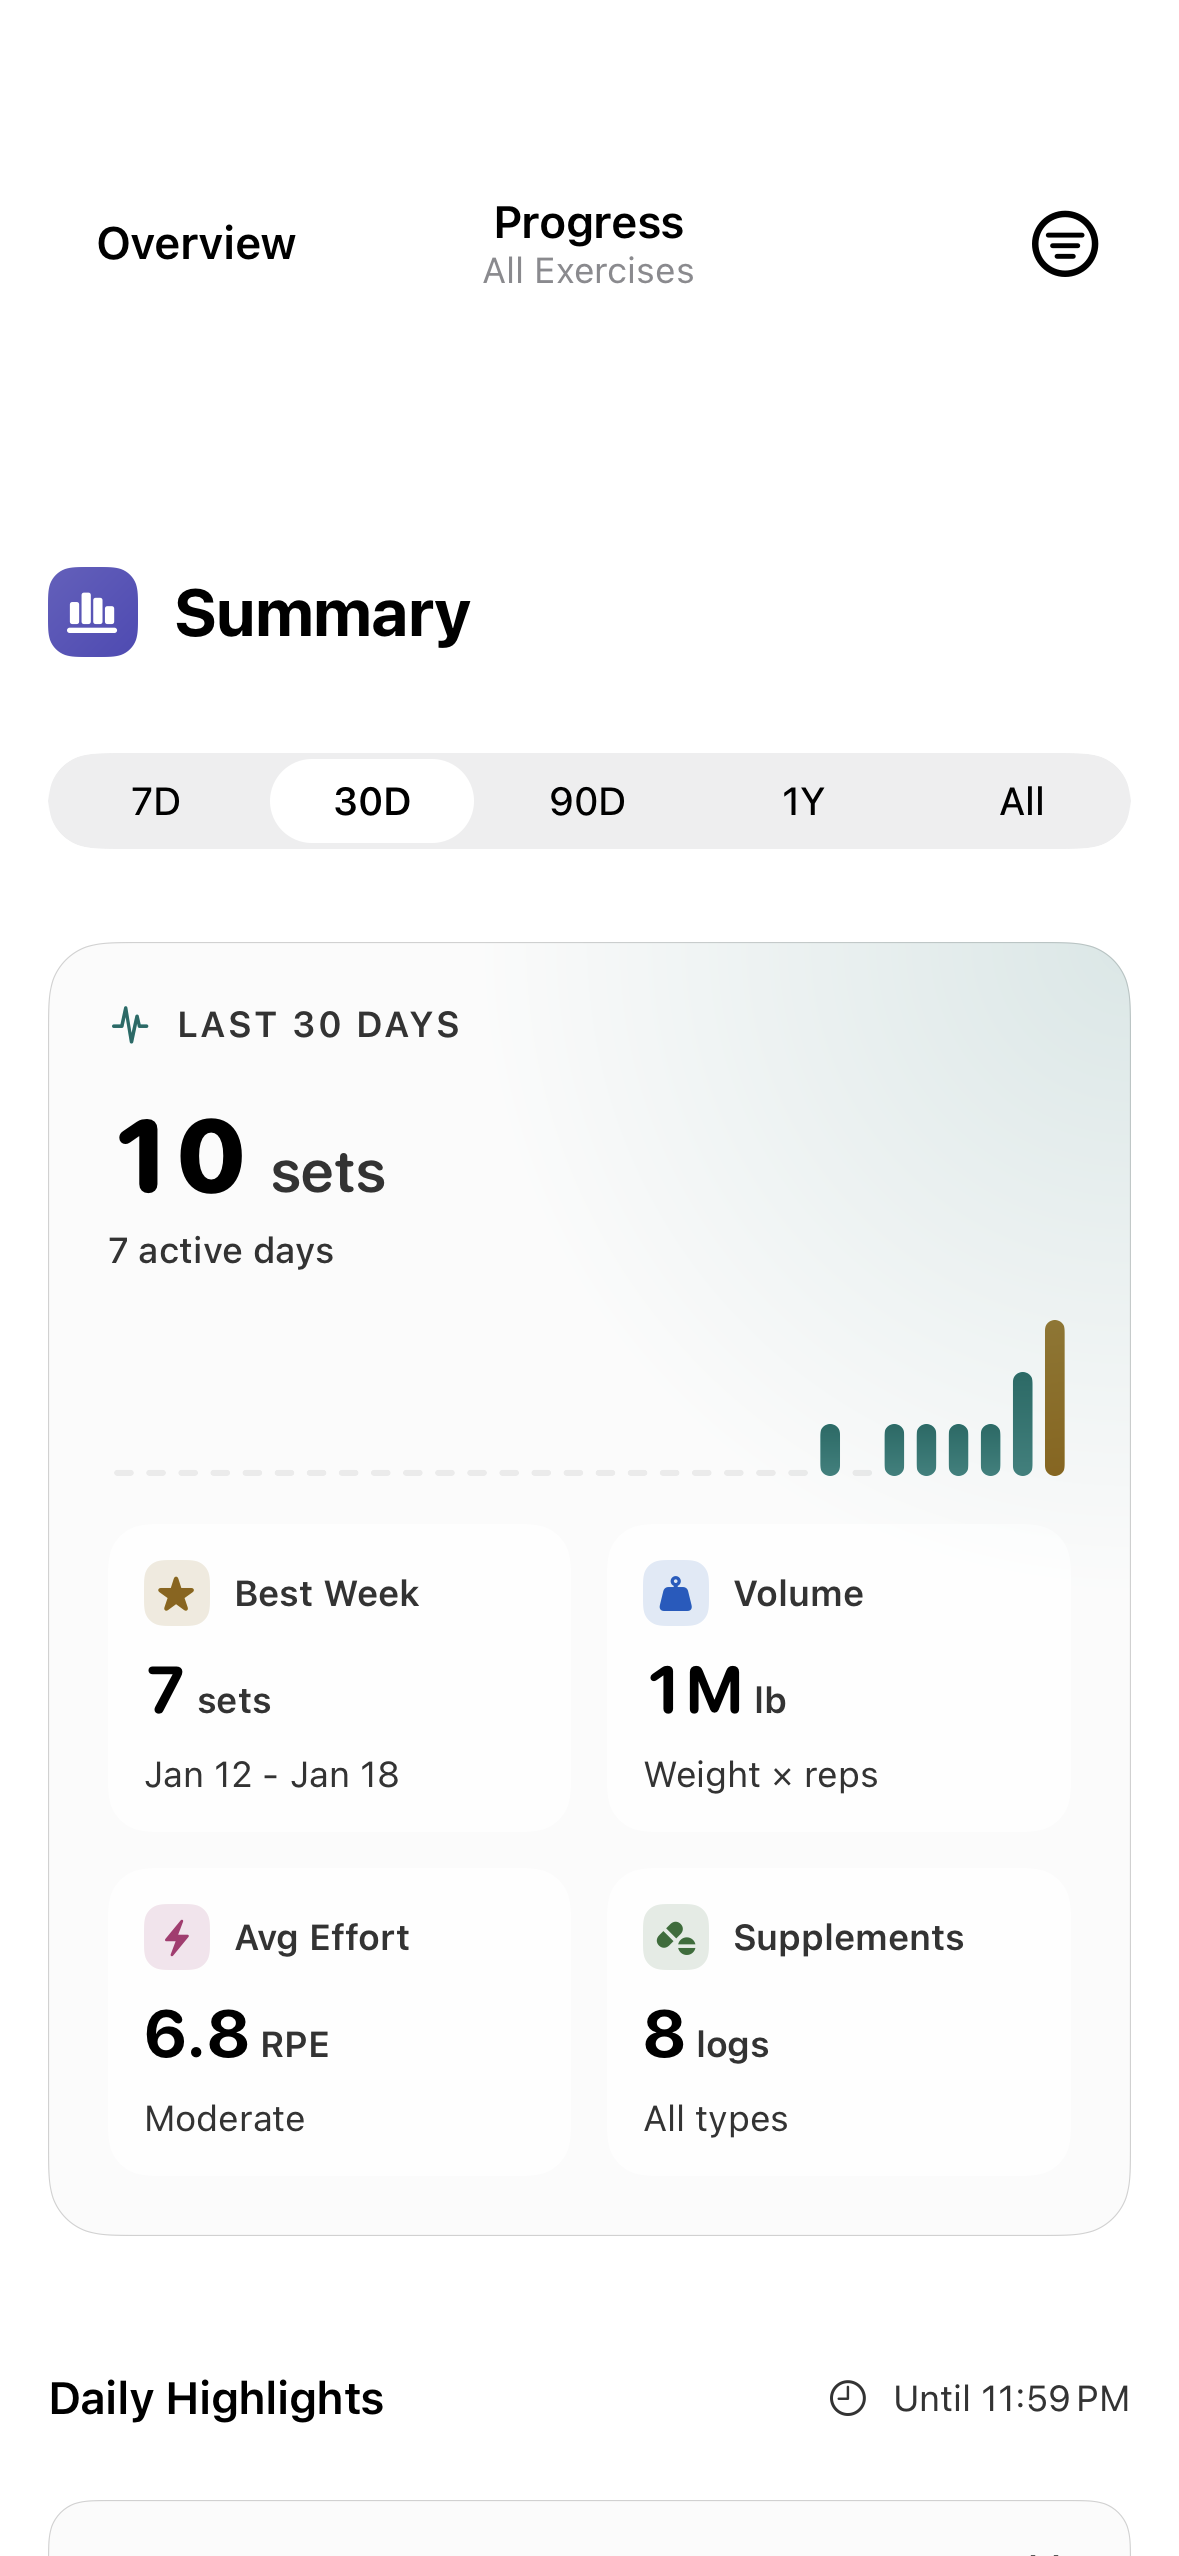 Overview
Progress
All Exercises
Summary
7D 30D 90D 1Y All
LAST 30 DAYS
10 sets
7 active days
Best Week
7 sets
Jan 12 - Jan 18
Volume
1M lb
Weight × reps
Avg Effort
6.8 RPE
Moderate
Supplements
8 logs
All types
Daily Highlights
Until 11:59 PM